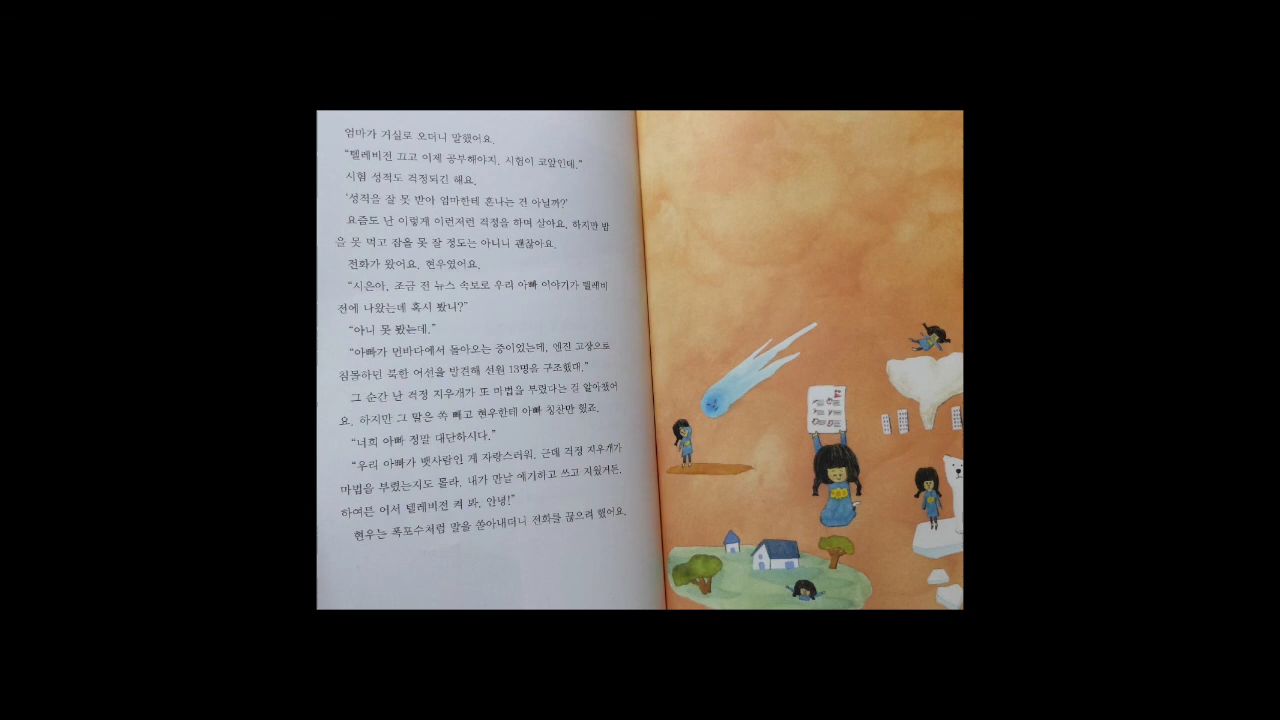 엄마가 거실로 오더니 말했어요.
“텔레비전 끄고 이제 공부해야지. 시험이 코앞인데.”
시험 성적도 걱정되긴 해요.
‘성적을 잘 못 받아 엄마한테 혼나는 건 아닐까?’
요즘도 난 이렇게 이런저런 걱정을 하며 살아요. 하지만 밥
을 못 먹고 잠을 못 잘 정도는 아니니 괜찮아요.
전화가 왔어요. 현우였어요.
“시은아, 조금 전 뉴스 속보로 우리 아빠 이야기가 텔레비
전에 나왔는데 혹시 봤니?”
“아니 못 봤는데.”
“아빠가 먼바다에서 돌아오는 중이었는데, 엔진 고장으로
침몰하던 북한 어선을 발견해 선원 13명을 구조했대.”
그 순간 난 걱정 지우개가 또 마법을 부렸다는 걸 알아챘어
요. 하지만 그 말은 쏙 빼고 현우한테 아빠 칭찬만 했죠.
“너희 아빠 정말 대단하시다.”
“우리 아빠가 뱃사람인 게 자랑스러워. 근데 걱정 지우개가
마법을 부렸는지도 몰라. 내가 만날 얘기하고 쓰고 지웠거든.
하여튼 어서 텔레비전 켜 봐. 안녕!”
현우는 폭포수처럼 말을 쏟아내더니 전화를 끊으려 했어요.